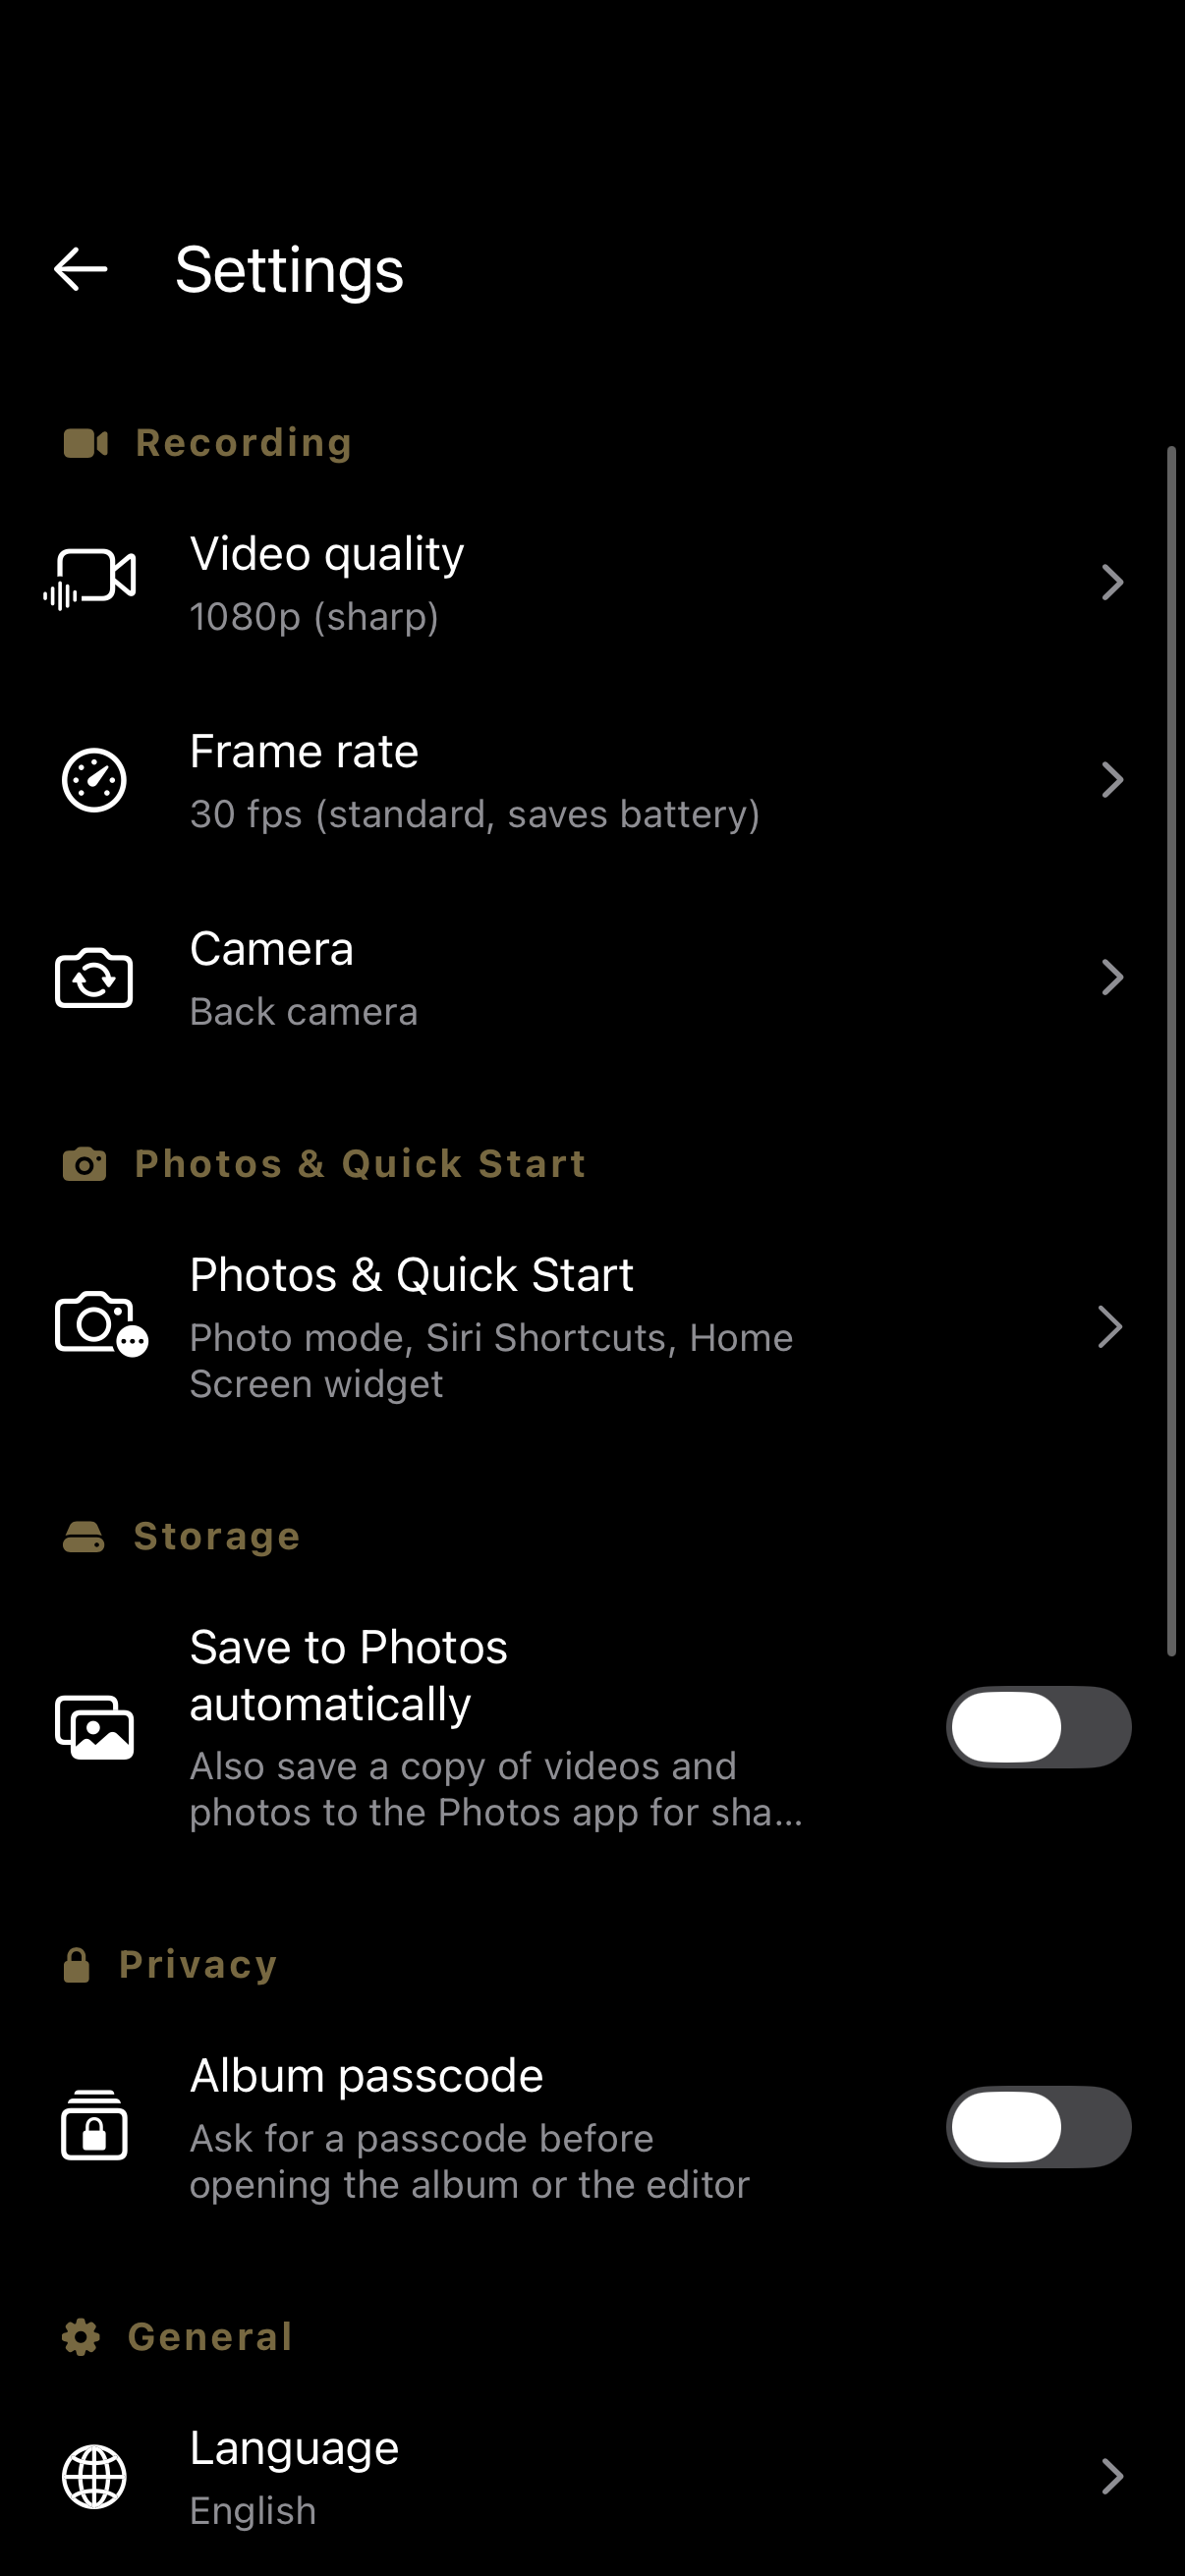 Settings
Recording
Video quality
1080p (sharp)
Frame rate
30 fps (standard, saves battery)
Camera
Back camera
Photos & Quick Start
Photos & Quick Start
Photo mode, Siri Shortcuts, Home
Screen widget
Storage
Save to Photos
automatically
Also save a copy of videos and
photos to the Photos app for sha...
Privacy
Album passcode
Ask for a passcode before
opening the album or the editor
General
Language
English